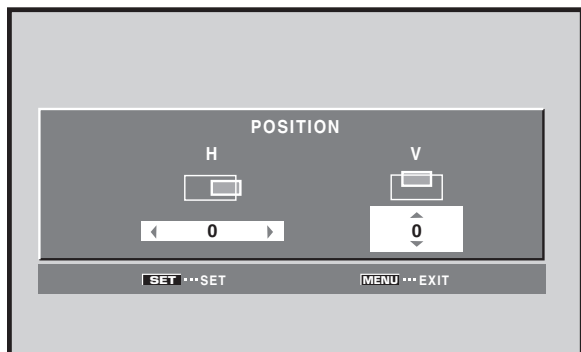 POSITION
H V
0 0
SET ··· SET MENU ··· EXIT